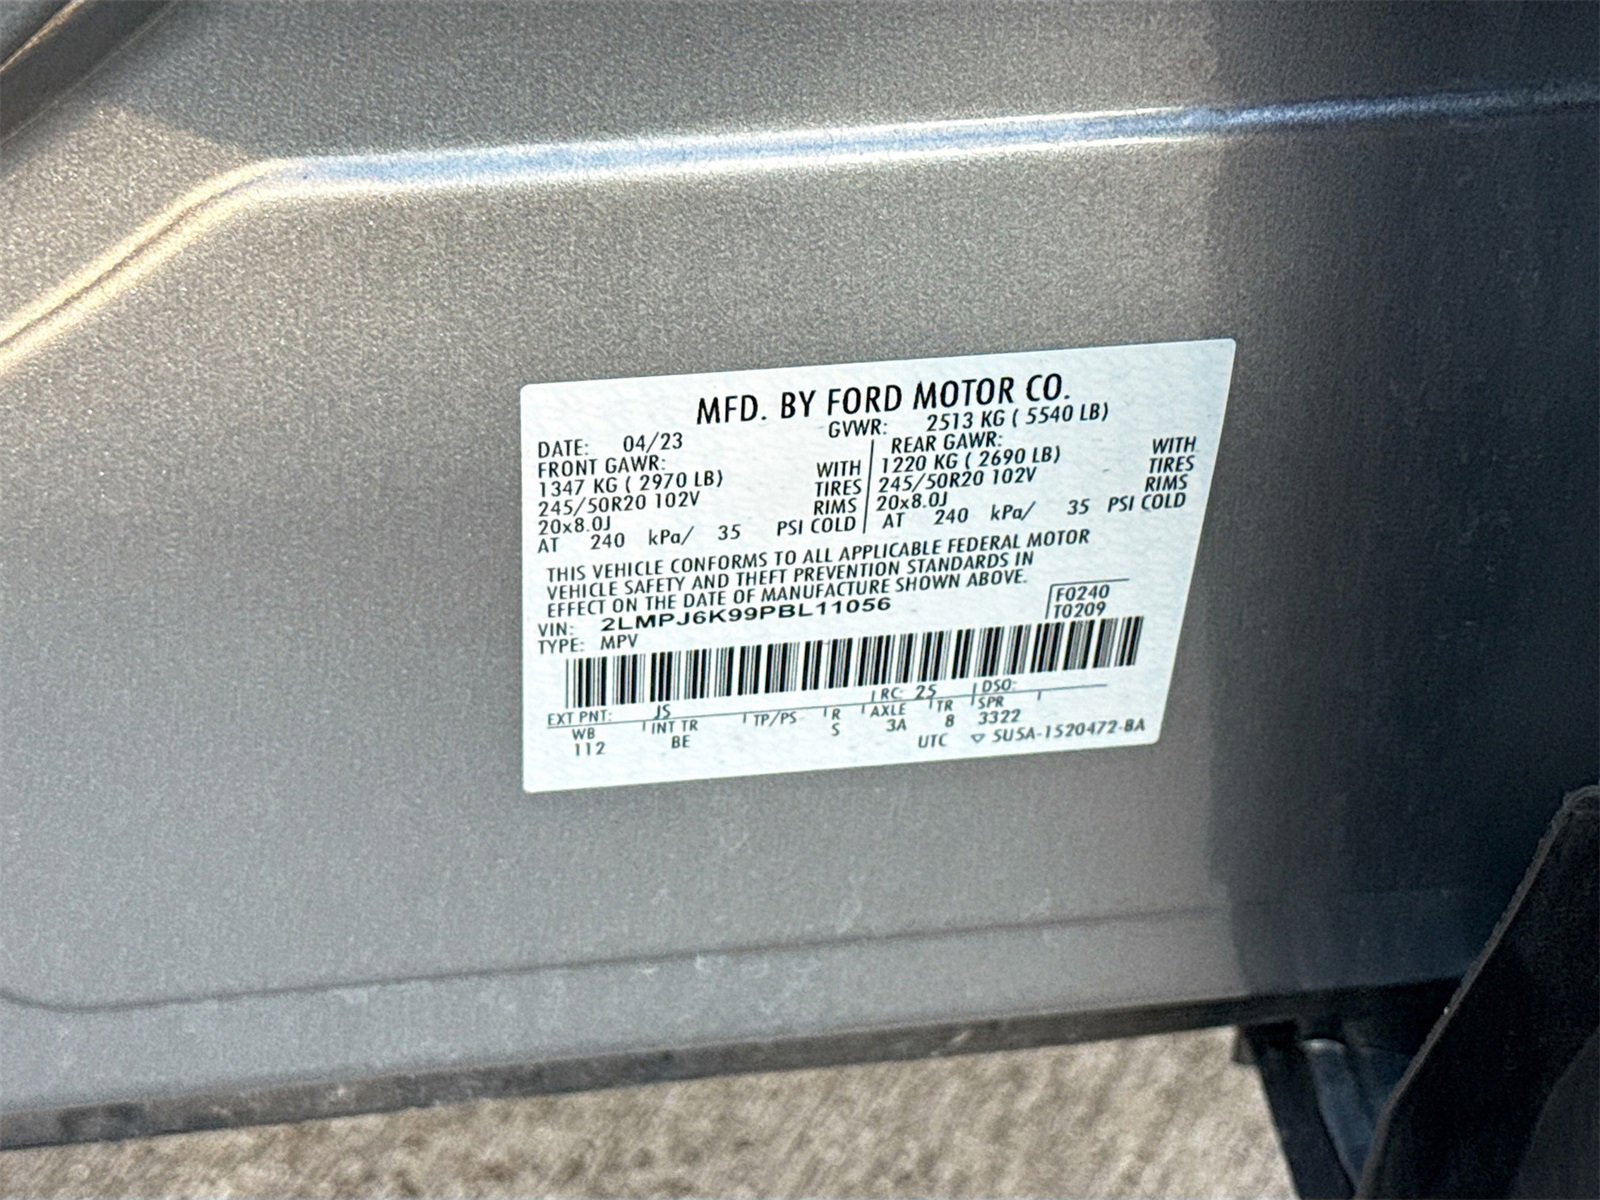 MFD. BY FORD MOTOR CO.
DATE: 04/23 GVWR: 2513 KG ( 5540 LB)
FRONT GAWR: REAR GAWR:
1347 KG ( 2970 LB) WITH 1220 KG ( 2690 LB) WITH
245/50R20 102V TIRES 245/50R20 102V TIRES
20x8.0J RIMS 20x8.0J RIMS
AT 240 kPa/ 35 PSI COLD AT 240 kPa/ 35 PSI COLD
THIS VEHICLE CONFORMS TO ALL APPLICABLE FEDERAL MOTOR
VEHICLE SAFETY AND THEFT PREVENTION STANDARDS IN
EFFECT ON THE DATE OF MANUFACTURE SHOWN ABOVE.
VIN: 2LMPJ6K99PBL11056 F0240
TYPE: MPV T0209
EXT PNT: JS RC: 25 DSO:
WB INT TR TP/PS R AXLE TR SPR
112 BE S 3A 8 3322
UTC ▽ 5U5A-1520472-BA